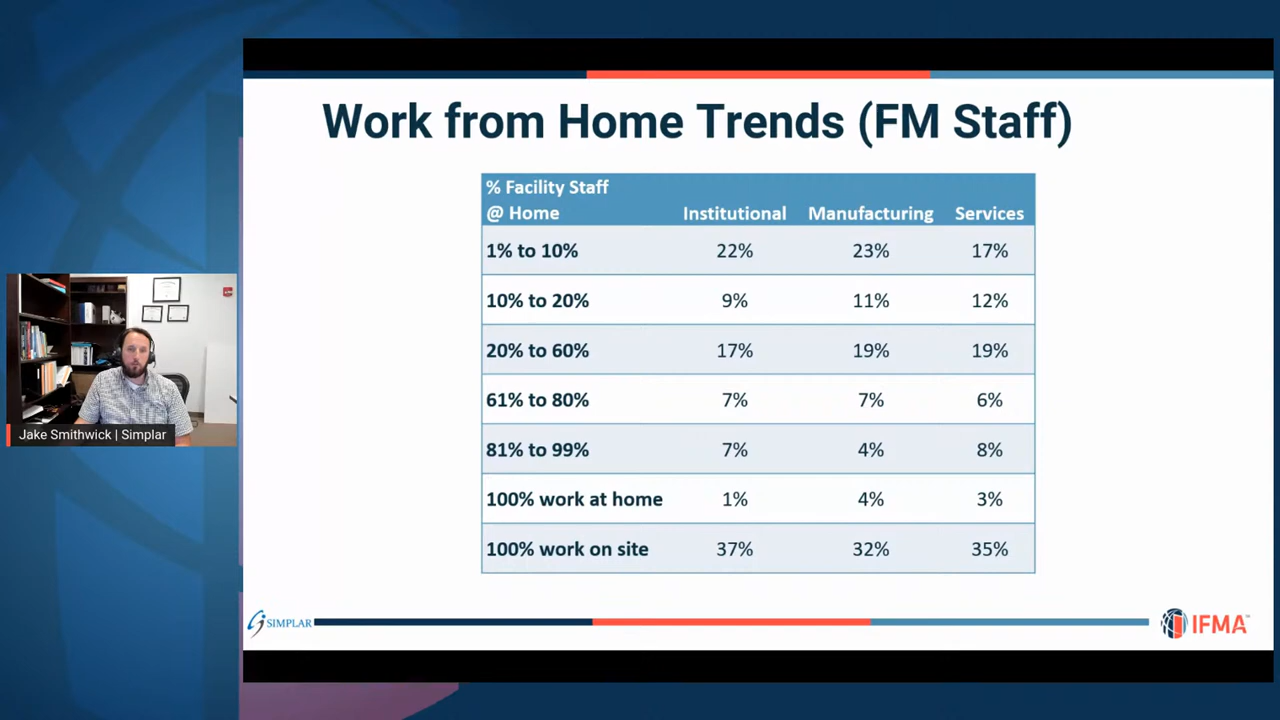 Work from Home Trends (FM Staff)
% Facility Staff
@ Home Institutional Manufacturing Services
1% to 10% 22% 23% 17%
10% to 20% 9% 11% 12%
20% to 60% 17% 19% 19%
61% to 80% 7% 7% 6%
81% to 99% 7% 4% 8%
100% work at home 1% 4% 3%
100% work on site 37% 32% 35%
Jake Smithwick | Simplar
SIMPLAR
IFMA™